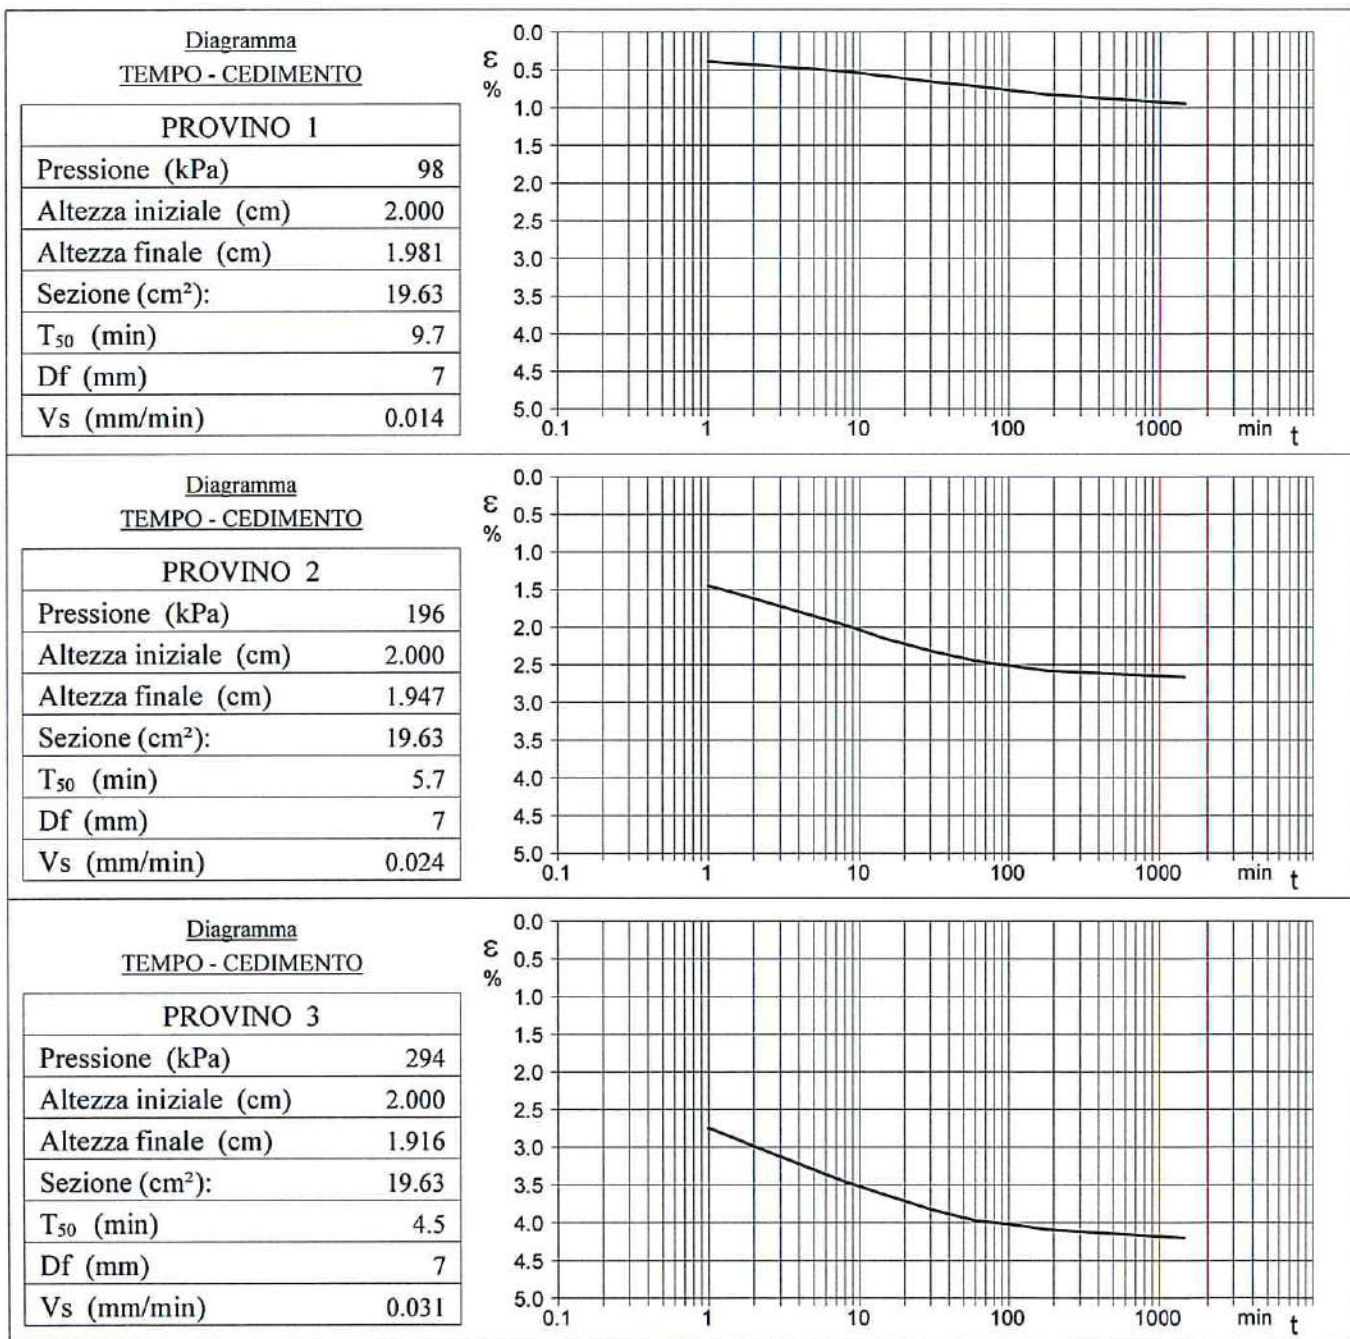 Diagramma
TEMPO - CEDIMENTO
PROVINO 1
Pressione (kPa) 98
Altezza iniziale (cm) 2.000
Altezza finale (cm) 1.981
Sezione (cm²): 19.63
T₅₀ (min) 9.7
Df (mm) 7
Vs (mm/min) 0.014
ε
%
0.0
0.5
1.0
1.5
2.0
2.5
3.0
3.5
4.0
4.5
5.0
0.1 1 10 100 1000 min t
Diagramma
TEMPO - CEDIMENTO
PROVINO 2
Pressione (kPa) 196
Altezza iniziale (cm) 2.000
Altezza finale (cm) 1.947
Sezione (cm²): 19.63
T₅₀ (min) 5.7
Df (mm) 7
Vs (mm/min) 0.024
ε
%
0.0
0.5
1.0
1.5
2.0
2.5
3.0
3.5
4.0
4.5
5.0
0.1 1 10 100 1000 min t
Diagramma
TEMPO - CEDIMENTO
PROVINO 3
Pressione (kPa) 294
Altezza iniziale (cm) 2.000
Altezza finale (cm) 1.916
Sezione (cm²): 19.63
T₅₀ (min) 4.5
Df (mm) 7
Vs (mm/min) 0.031
ε
%
0.0
0.5
1.0
1.5
2.0
2.5
3.0
3.5
4.0
4.5
5.0
0.1 1 10 100 1000 min t